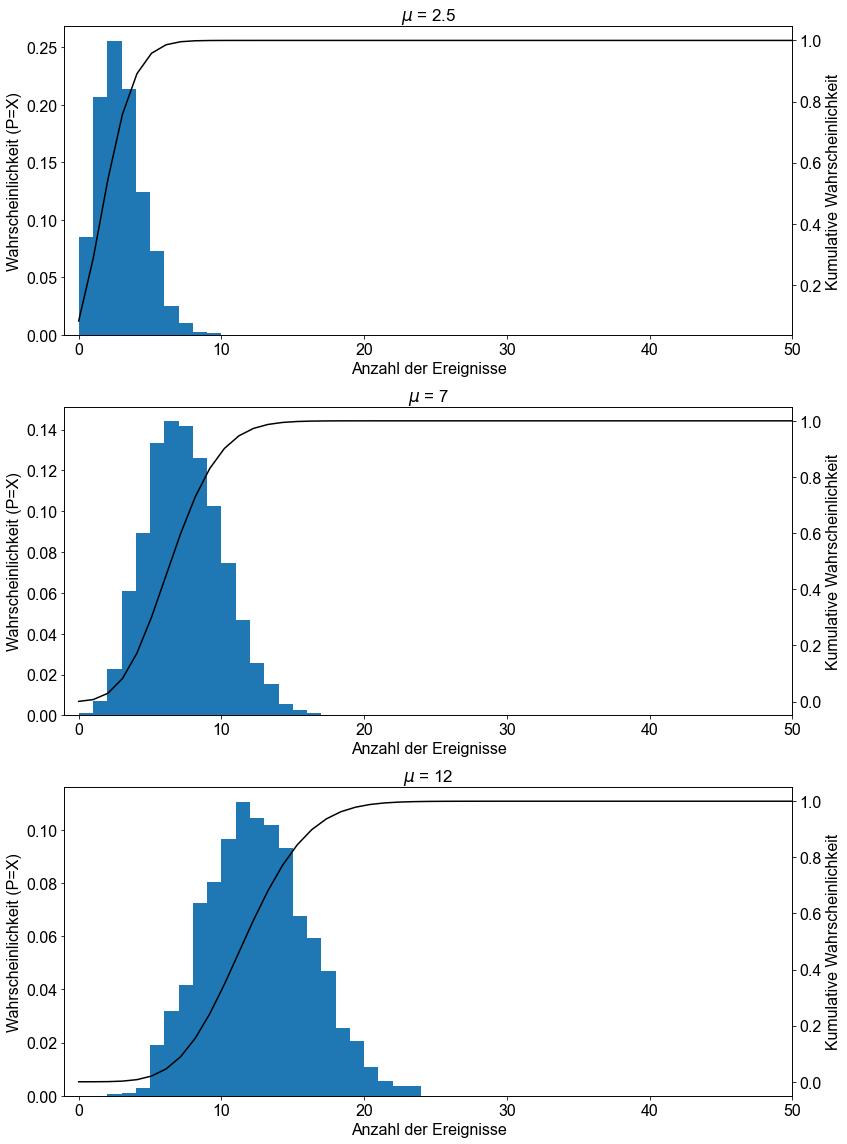 μ = 2.5
0.25
0.20
0.15
0.10
0.05
0.00
Wahrscheinlichkeit (P=X)
1.0
0.8
0.6
0.4
0.2
Kumulative Wahrscheinlichkeit
0 10 20 30 40 50
Anzahl der Ereignisse
μ = 7
0.14
0.12
0.10
0.08
0.06
0.04
0.02
0.00
Wahrscheinlichkeit (P=X)
1.0
0.8
0.6
0.4
0.2
0.0
Kumulative Wahrscheinlichkeit
0 10 20 30 40 50
Anzahl der Ereignisse
μ = 12
0.10
0.08
0.06
0.04
0.02
0.00
Wahrscheinlichkeit (P=X)
1.0
0.8
0.6
0.4
0.2
0.0
Kumulative Wahrscheinlichkeit
0 10 20 30 40 50
Anzahl der Ereignisse